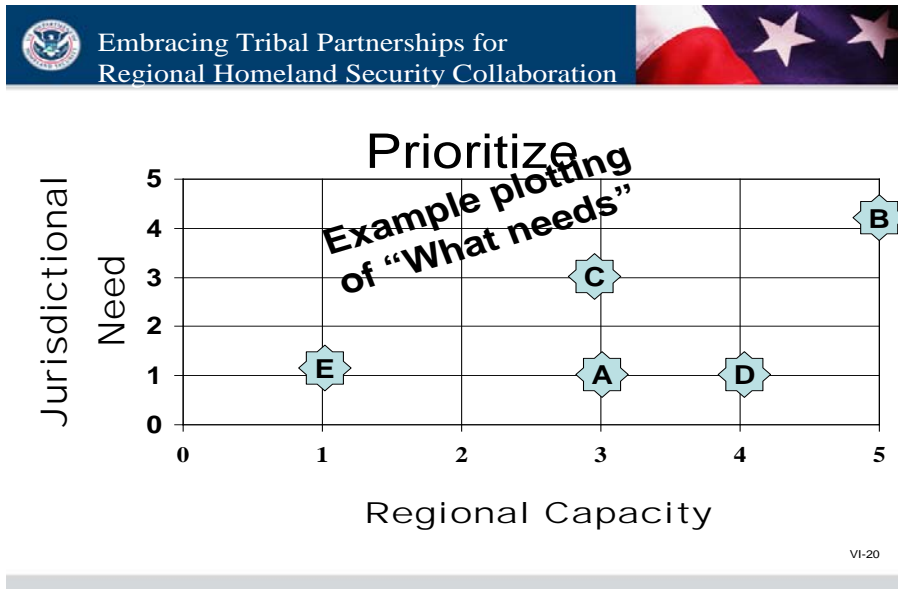 Embracing Tribal Partnerships for
Regional Homeland Security Collaboration
Prioritize
Example plotting
of “What needs”
Jurisdictional
Need
5
4
3
2
1
0
B
C
E
A
D
0 1 2 3 4 5
Regional Capacity
VI-20